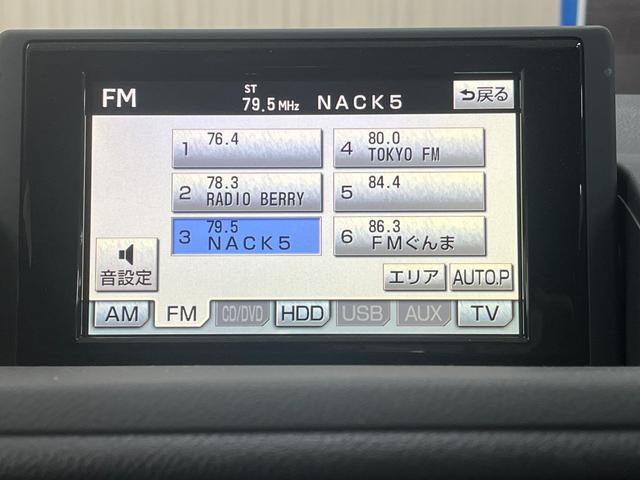 FM ST 79.5 MHz NACK5 戻る
1 76.4
2 78.3 RADIO BERRY
3 79.5 NACK5
4 80.0 TOKYO FM
5 84.4
6 86.3 FMぐんま
音設定
エリア AUTO.P
AM FM CD/DVD HDD USB AUX TV